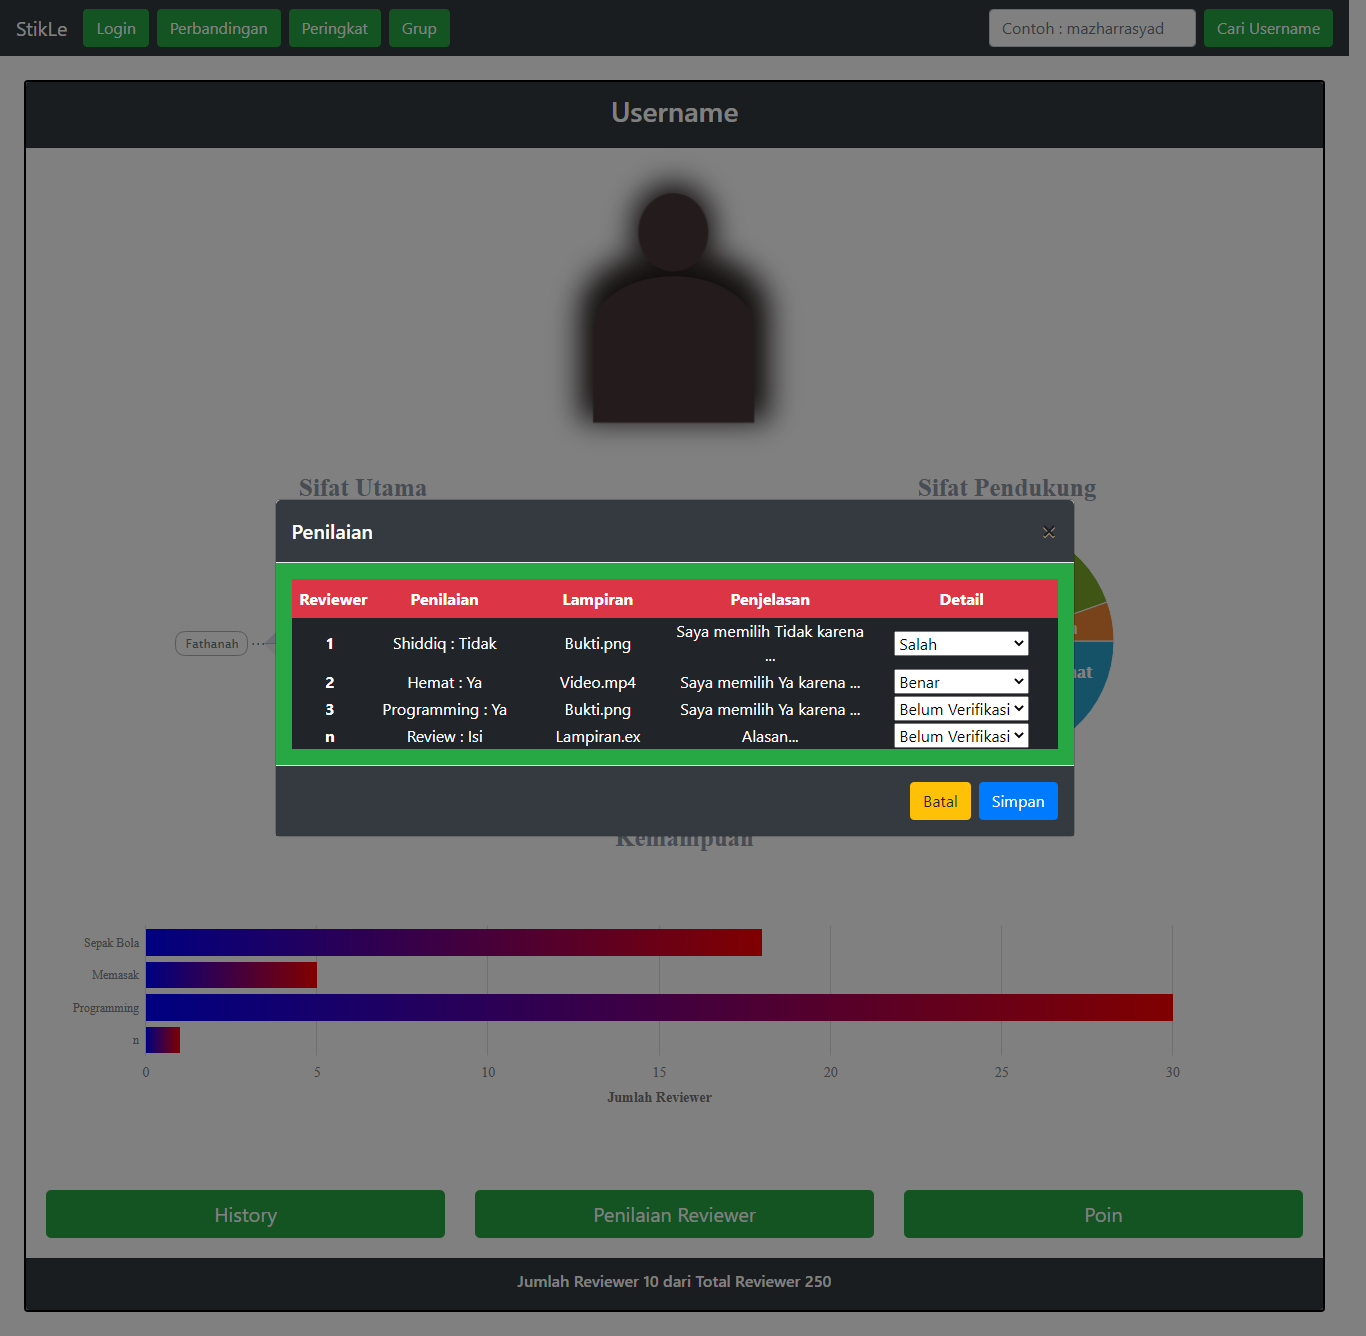 StikLe Login Perbandingan Peringkat Grup Contoh : mazharrasyad Cari Username
Username
Sifat Utama Sifat Pendukung
Penilaian ×
Reviewer Penilaian Lampiran Penjelasan Detail
1 Shiddiq : Tidak Bukti.png Saya memilih Tidak karena ... Salah
2 Hemat : Ya Video.mp4 Saya memilih Ya karena ... Benar
3 Programming : Ya Bukti.png Saya memilih Ya karena ... Belum Verifikasi
n Review : Isi Lampiran.ex Alasan... Belum Verifikasi
Fathanah
Batal Simpan
Kemampuan
Sepak Bola
Memasak
Programming
n
0 5 10 15 20 25 30
Jumlah Reviewer
History Penilaian Reviewer Poin
Jumlah Reviewer 10 dari Total Reviewer 250